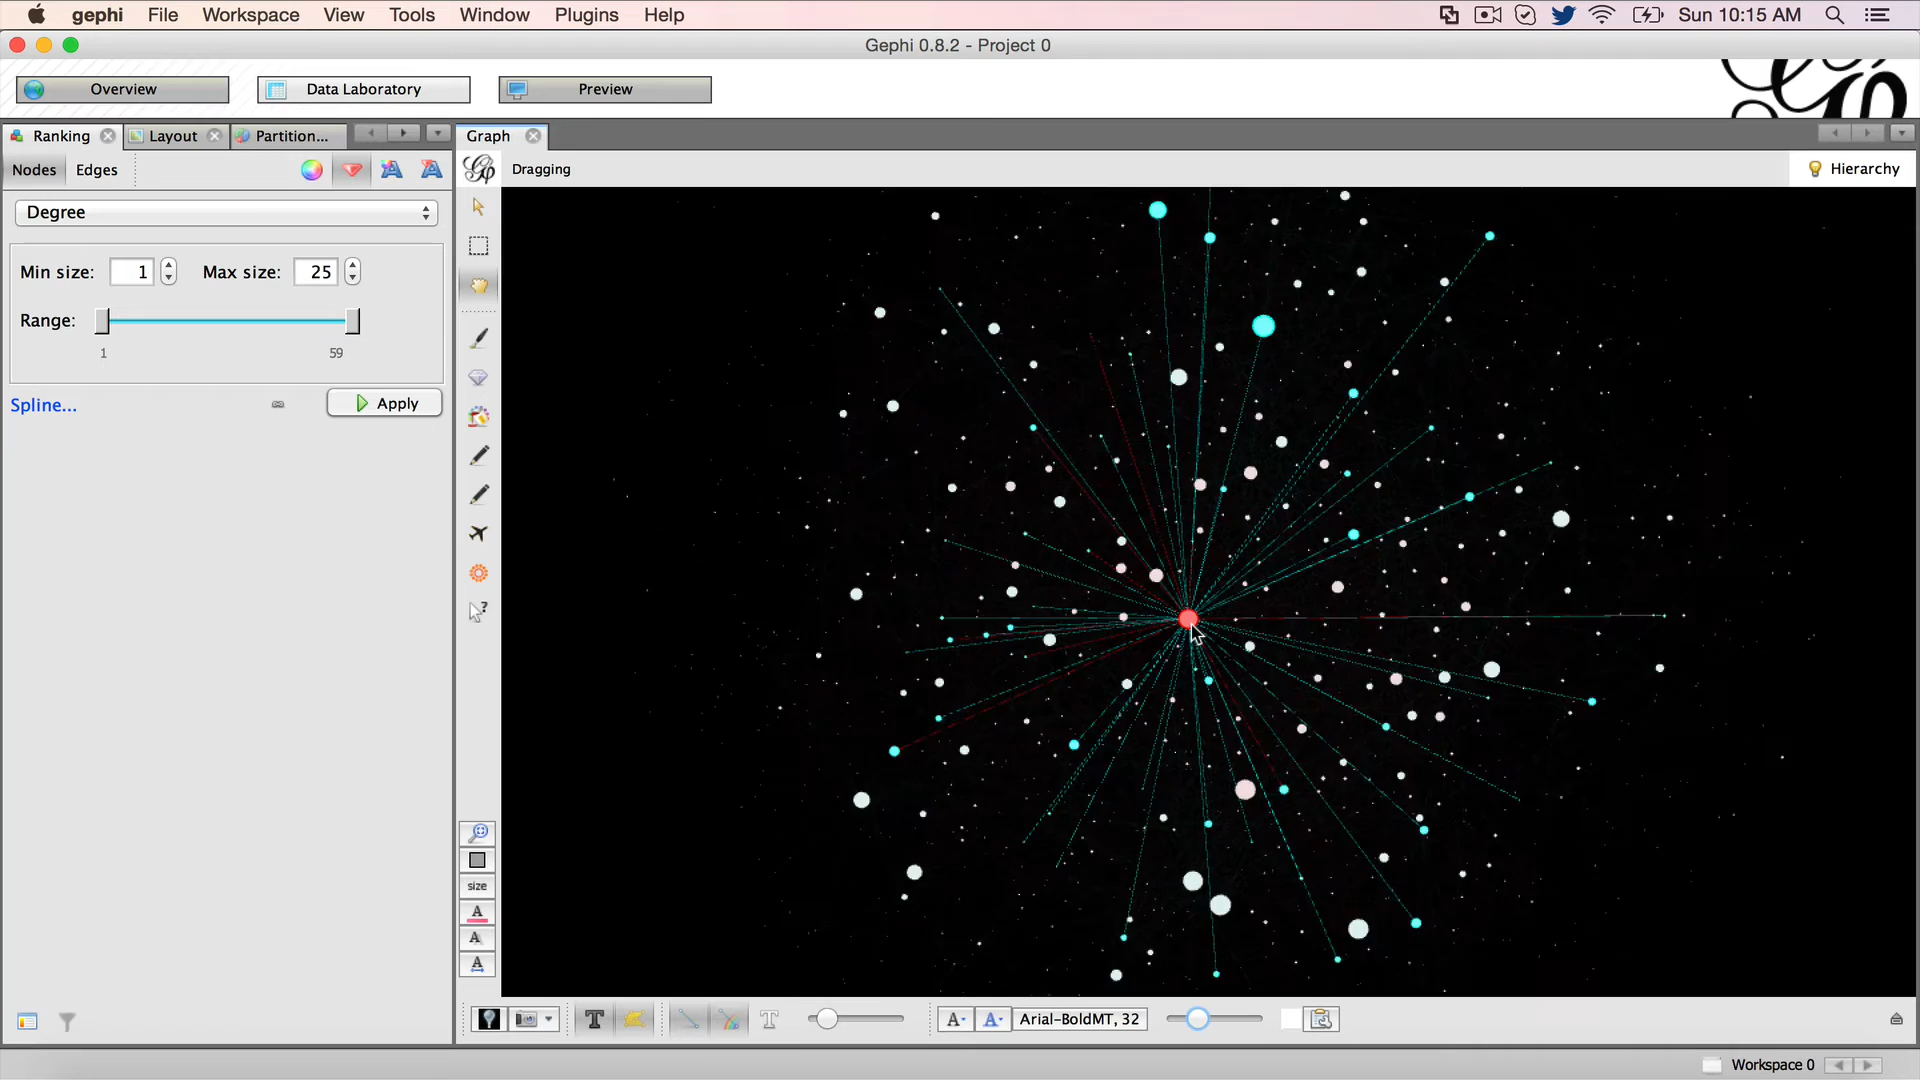 gephi File Workspace View Tools Window Plugins Help Sun 10:15 AM
Gephi 0.8.2 - Project 0
Overview Data Laboratory Preview
Ranking Layout Partition... Graph
Nodes Edges Dragging Hierarchy
Degree
Min size: 1 Max size: 25
Range:
1 59
Spline... Apply
size
Arial-BoldMT, 32
Workspace 0